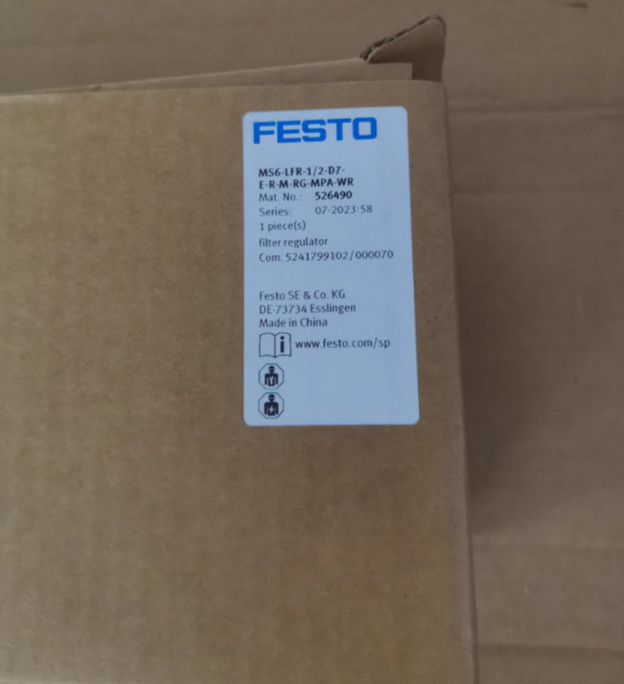 FESTO
MS6-LFR-1/2-D7-
E-R-M-RG-MPA-WR
Mat. No.: 526490
Series: 07-2023:58
1 piece(s)
filter regulator
Com. 5241799102/000070
Festo SE & Co. KG
DE-73734 Esslingen
Made in China
i www.festo.com/sp